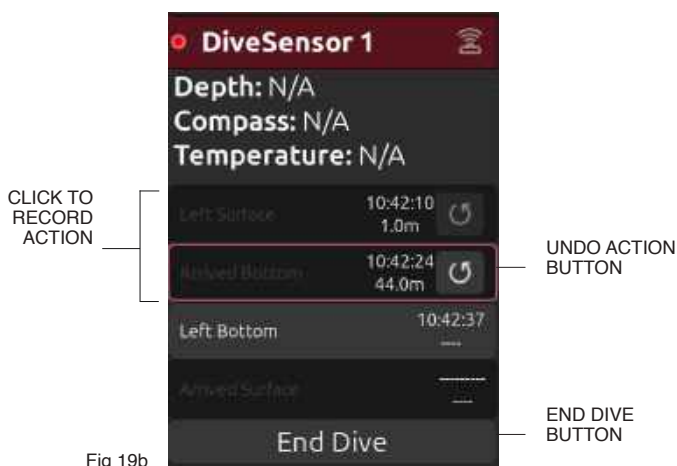 DiveSensor 1
Depth: N/A
Compass: N/A
Temperature: N/A
CLICK TO
RECORD
ACTION
Left Surface
10:42:10
1.0m
Arrived Bottom
10:42:24
44.0m
UNDO ACTION
BUTTON
Left Bottom
10:42:37
----
Arrived Surface
--------
----
End Dive
END DIVE
BUTTON
Fig 19b